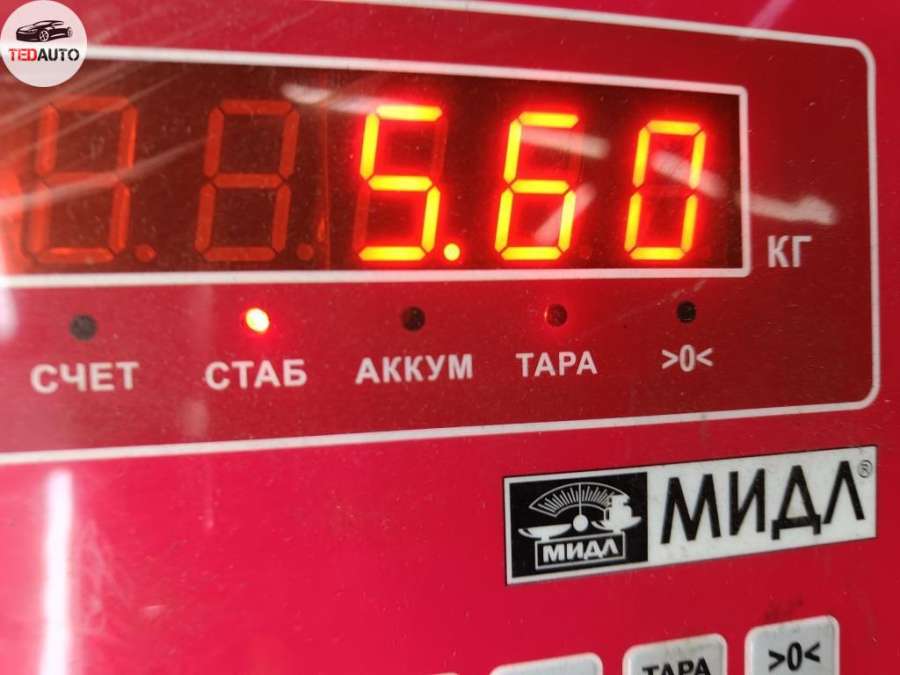 TEDAUTO
5.60
КГ
СЧЕТ СТАБ АККУМ ТАРА >0<
МИДЛ МИДЛ®
ТАРА >0<